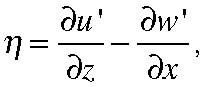 η = ∂u'/∂z − ∂w'/∂x ,